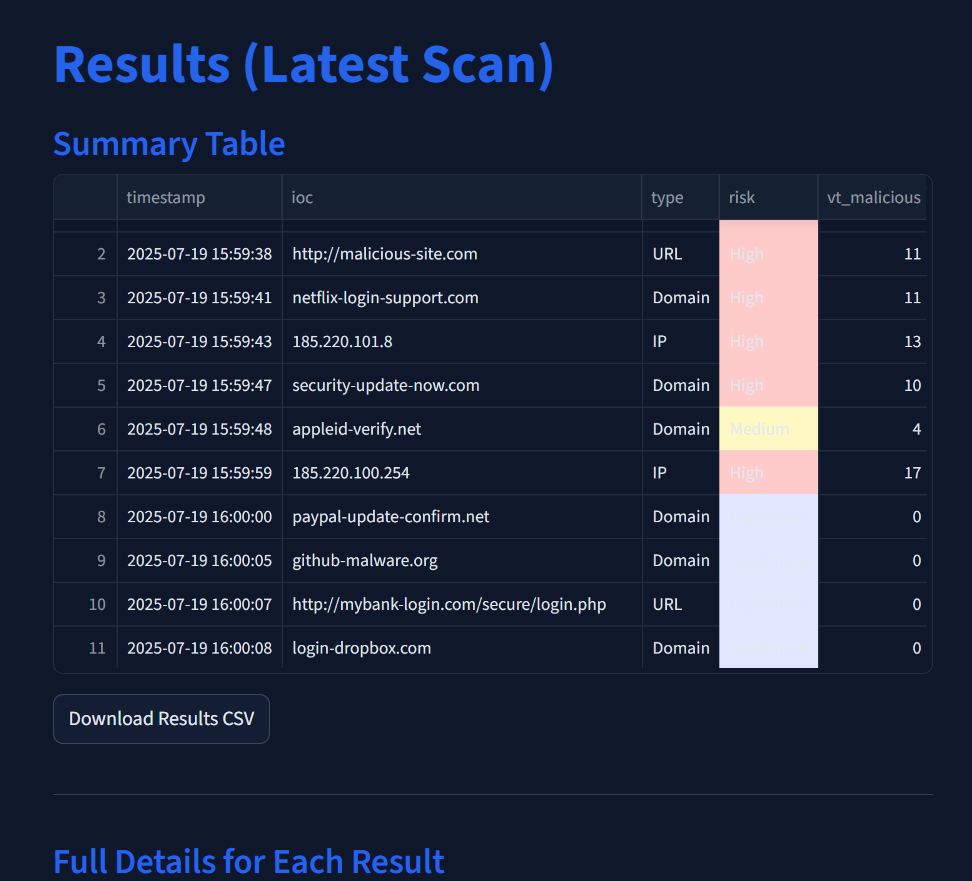 Results (Latest Scan)
Summary Table
timestamp ioc type risk vt_malicious
2 2025-07-19 15:59:38 http://malicious-site.com URL High 11
3 2025-07-19 15:59:41 netflix-login-support.com Domain High 11
4 2025-07-19 15:59:43 185.220.101.8 IP High 13
5 2025-07-19 15:59:47 security-update-now.com Domain High 10
6 2025-07-19 15:59:48 appleid-verify.net Domain Medium 4
7 2025-07-19 15:59:59 185.220.100.254 IP High 17
8 2025-07-19 16:00:00 paypal-update-confirm.net Domain 0
9 2025-07-19 16:00:05 github-malware.org Domain 0
10 2025-07-19 16:00:07 http://mybank-login.com/secure/login.php URL 0
11 2025-07-19 16:00:08 login-dropbox.com Domain 0
Download Results CSV
Full Details for Each Result